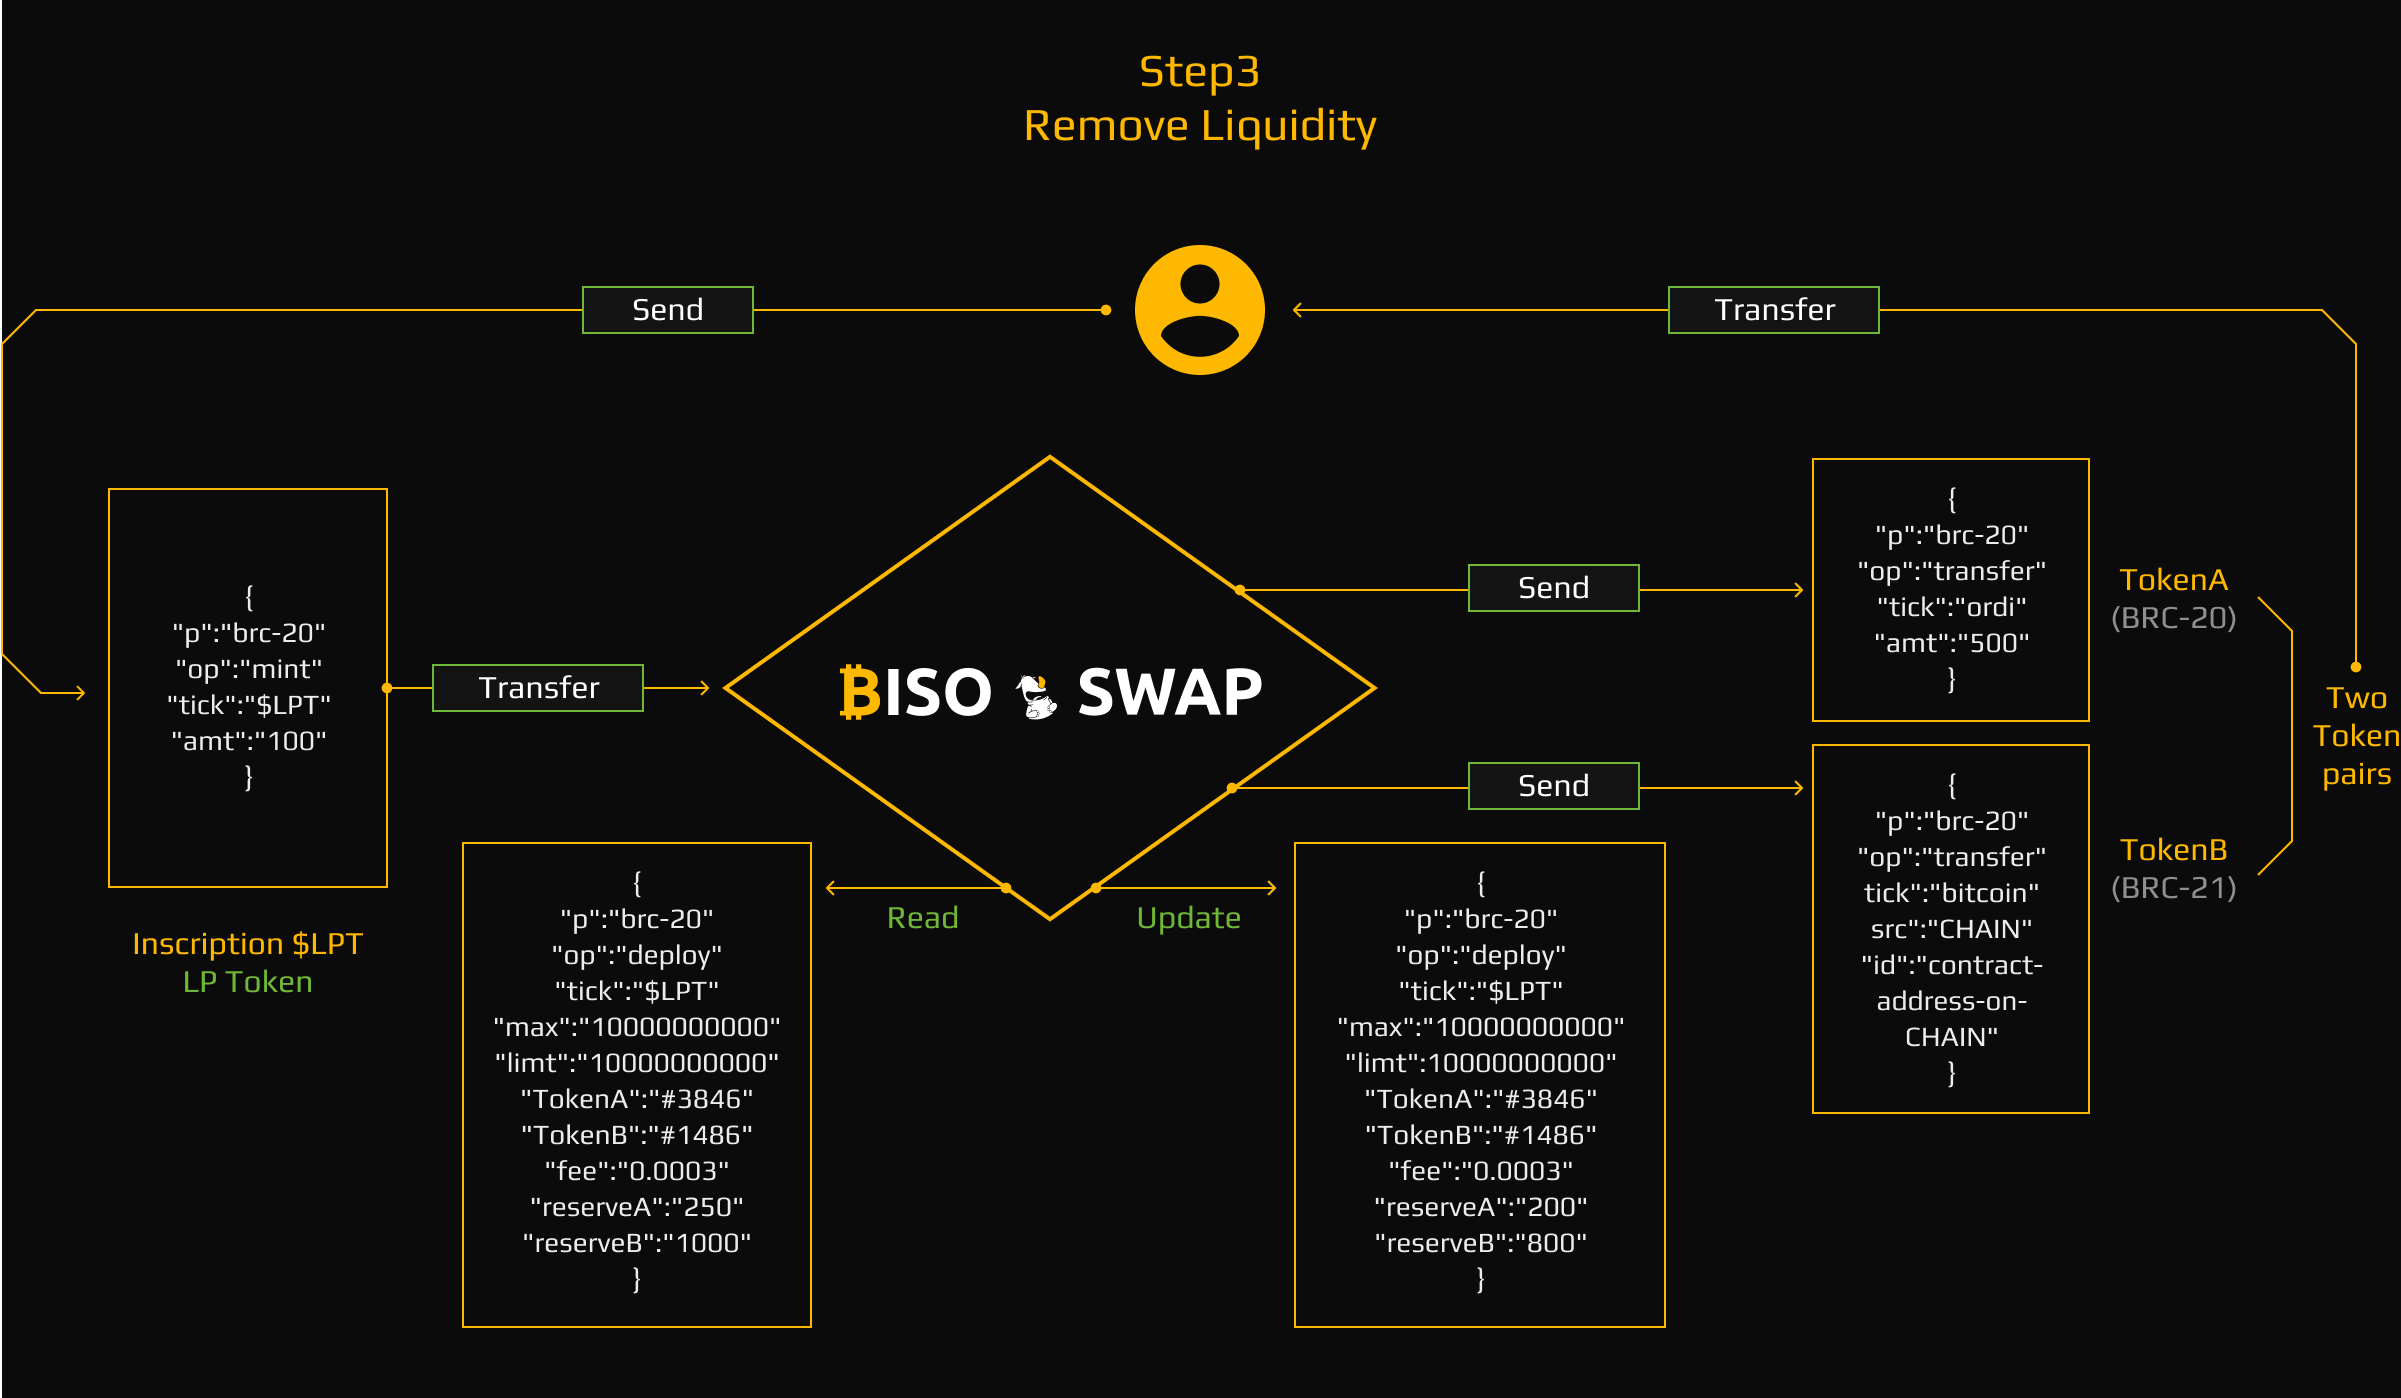 Step3
Remove Liquidity
Send
Transfer
{
"p":"brc-20"
"op":"mint"
"tick":"$LPT"
"amt":"100"
}
Inscription $LPT
LP Token
Transfer
₿ISO SWAP
Send
Send
{
"p":"brc-20"
"op":"transfer"
"tick":"ordi"
"amt":"500"
}
TokenA
(BRC-20)
{
"p":"brc-20"
"op":"transfer"
tick":"bitcoin"
src":"CHAIN"
"id":"contract-
address-on-
CHAIN"
}
TokenB
(BRC-21)
Two
Token
pairs
Read
Update
{
"p":"brc-20"
"op":"deploy"
"tick":"$LPT"
"max":"10000000000"
"limt":"10000000000"
"TokenA":"#3846"
"TokenB":"#1486"
"fee":"0.0003"
"reserveA":"250"
"reserveB":"1000"
}
{
"p":"brc-20"
"op":"deploy"
"tick":"$LPT"
"max":"10000000000"
"limt":10000000000"
"TokenA":"#3846"
"TokenB":"#1486"
"fee":"0.0003"
"reserveA":"200"
"reserveB":"800"
}